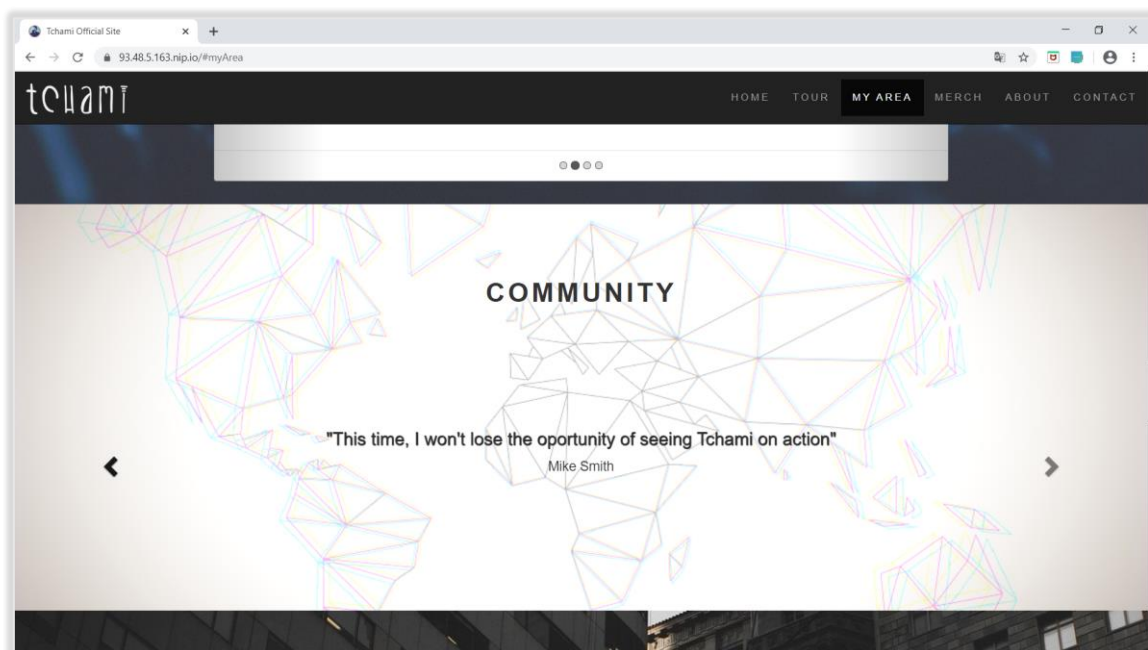 Tchami Official Site
93.48.5.163.nip.io/#myArea
tchami
HOME TOUR MY AREA MERCH ABOUT CONTACT
COMMUNITY
"This time, I won't lose the oportunity of seeing Tchami on action"
Mike Smith